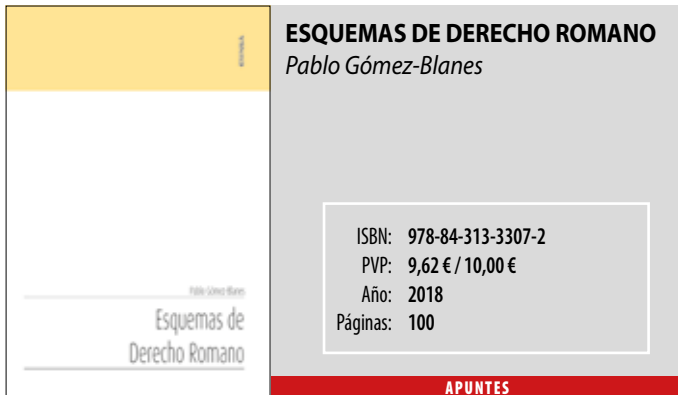 ESQUEMAS DE DERECHO ROMANO
Pablo Gómez-Blanes
ISBN: 978-84-313-3307-2
PVP: 9,62 € / 10,00 €
Año: 2018
Páginas: 100
APUNTES
Pablo Gómez-Blanes
Esquemas de
Derecho Romano